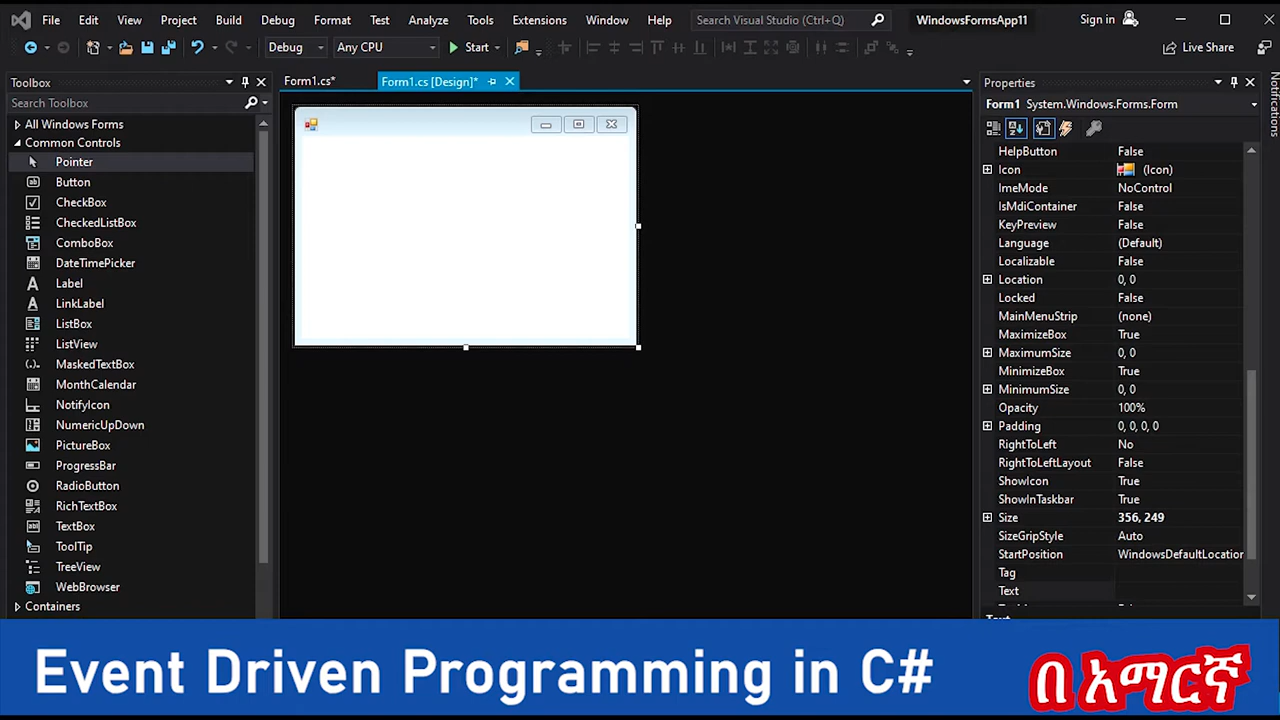 File Edit View Project Build Debug Format Test Analyze Tools Extensions Window Help Search Visual Studio (Ctrl+Q) WindowsFormsApp11 Sign in
Debug Any CPU Start Live Share
Toolbox
Search Toolbox
All Windows Forms
Common Controls
Pointer
Button
CheckBox
CheckedListBox
ComboBox
DateTimePicker
Label
LinkLabel
ListBox
ListView
MaskedTextBox
MonthCalendar
NotifyIcon
NumericUpDown
PictureBox
ProgressBar
RadioButton
RichTextBox
TextBox
ToolTip
TreeView
WebBrowser
Containers
Form1.cs* Form1.cs [Design]*
Properties
Form1 System.Windows.Forms.Form
HelpButton False
Icon (Icon)
ImeMode NoControl
IsMdiContainer False
KeyPreview False
Language (Default)
Localizable False
Location 0, 0
Locked False
MainMenuStrip (none)
MaximizeBox True
MaximumSize 0, 0
MinimizeBox True
MinimumSize 0, 0
Opacity 100%
Padding 0, 0, 0, 0
RightToLeft No
RightToLeftLayout False
ShowIcon True
ShowInTaskbar True
Size 356, 249
SizeGripStyle Auto
StartPosition WindowsDefaultLocation
Tag
Text
Notifications
Event Driven Programming in C#
በ አማርኛ